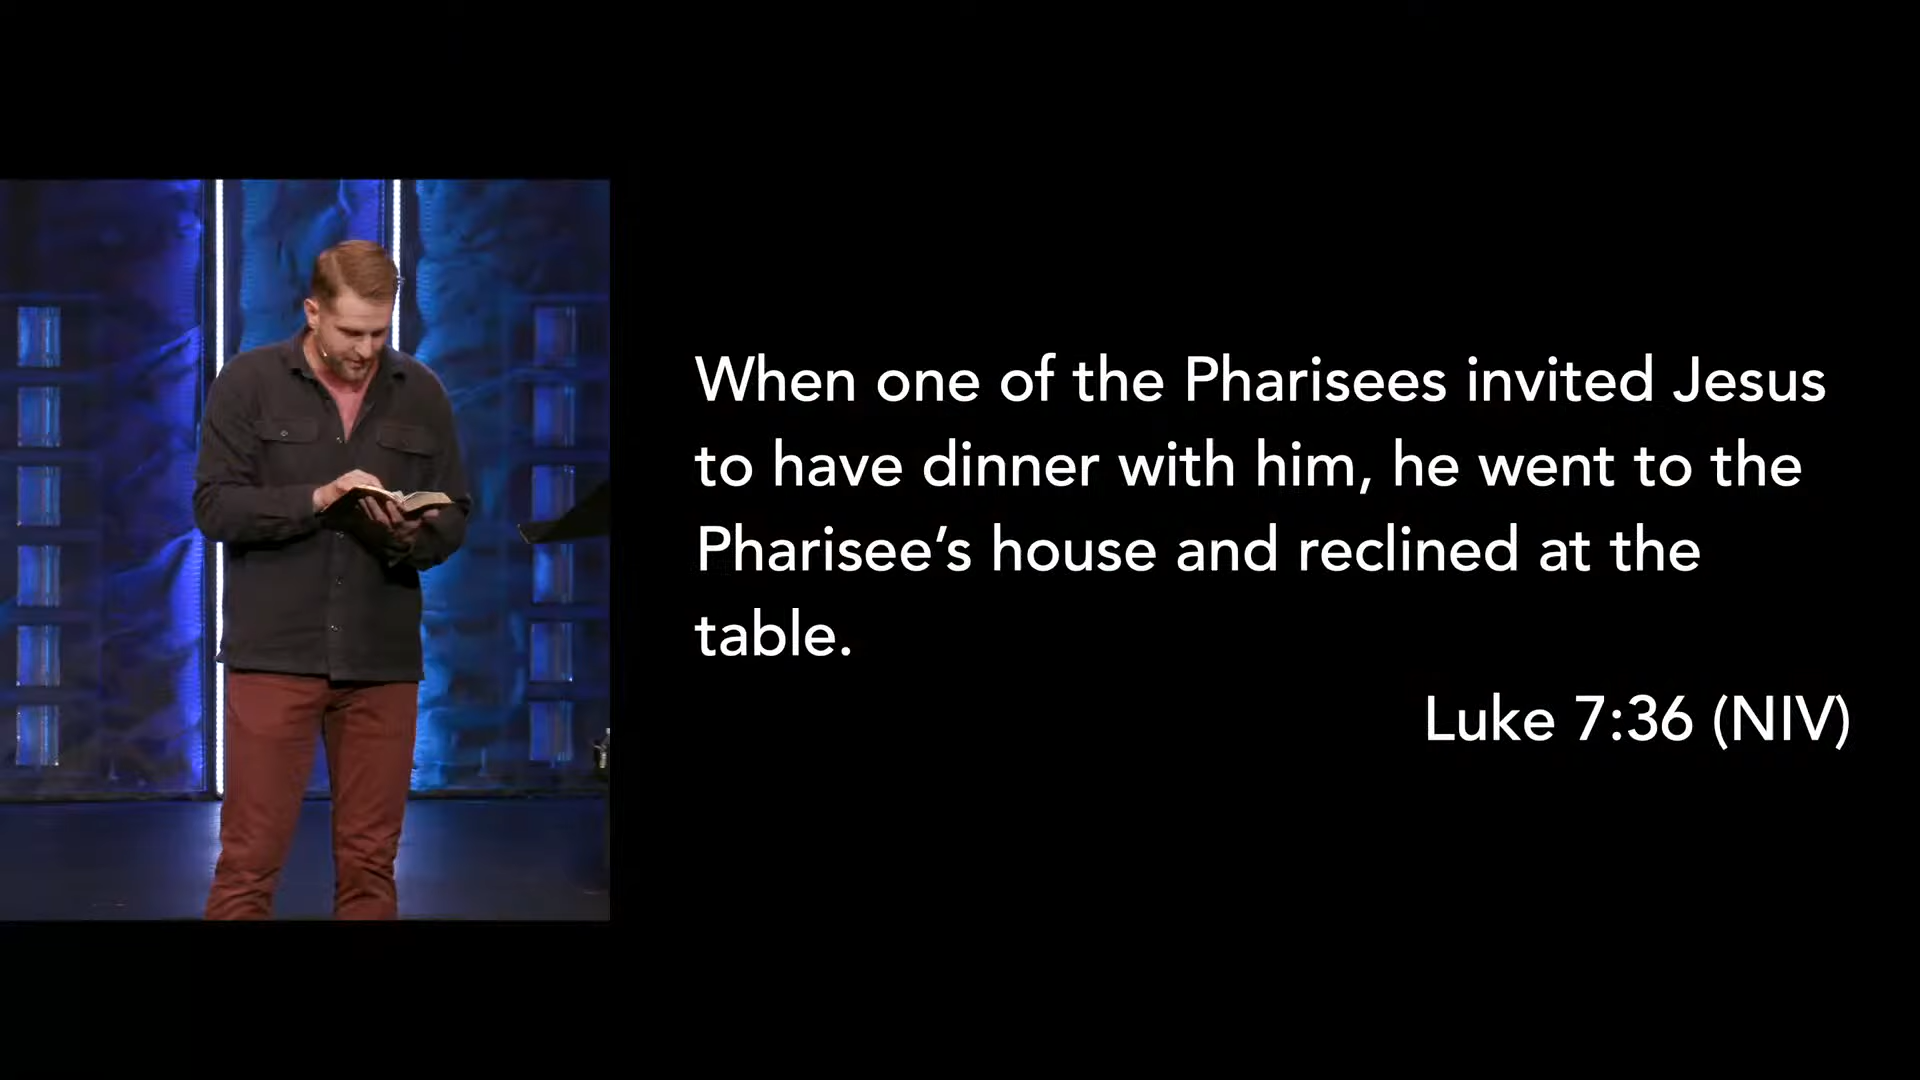 When one of the Pharisees invited Jesus
to have dinner with him, he went to the
Pharisee’s house and reclined at the
table.
Luke 7:36 (NIV)